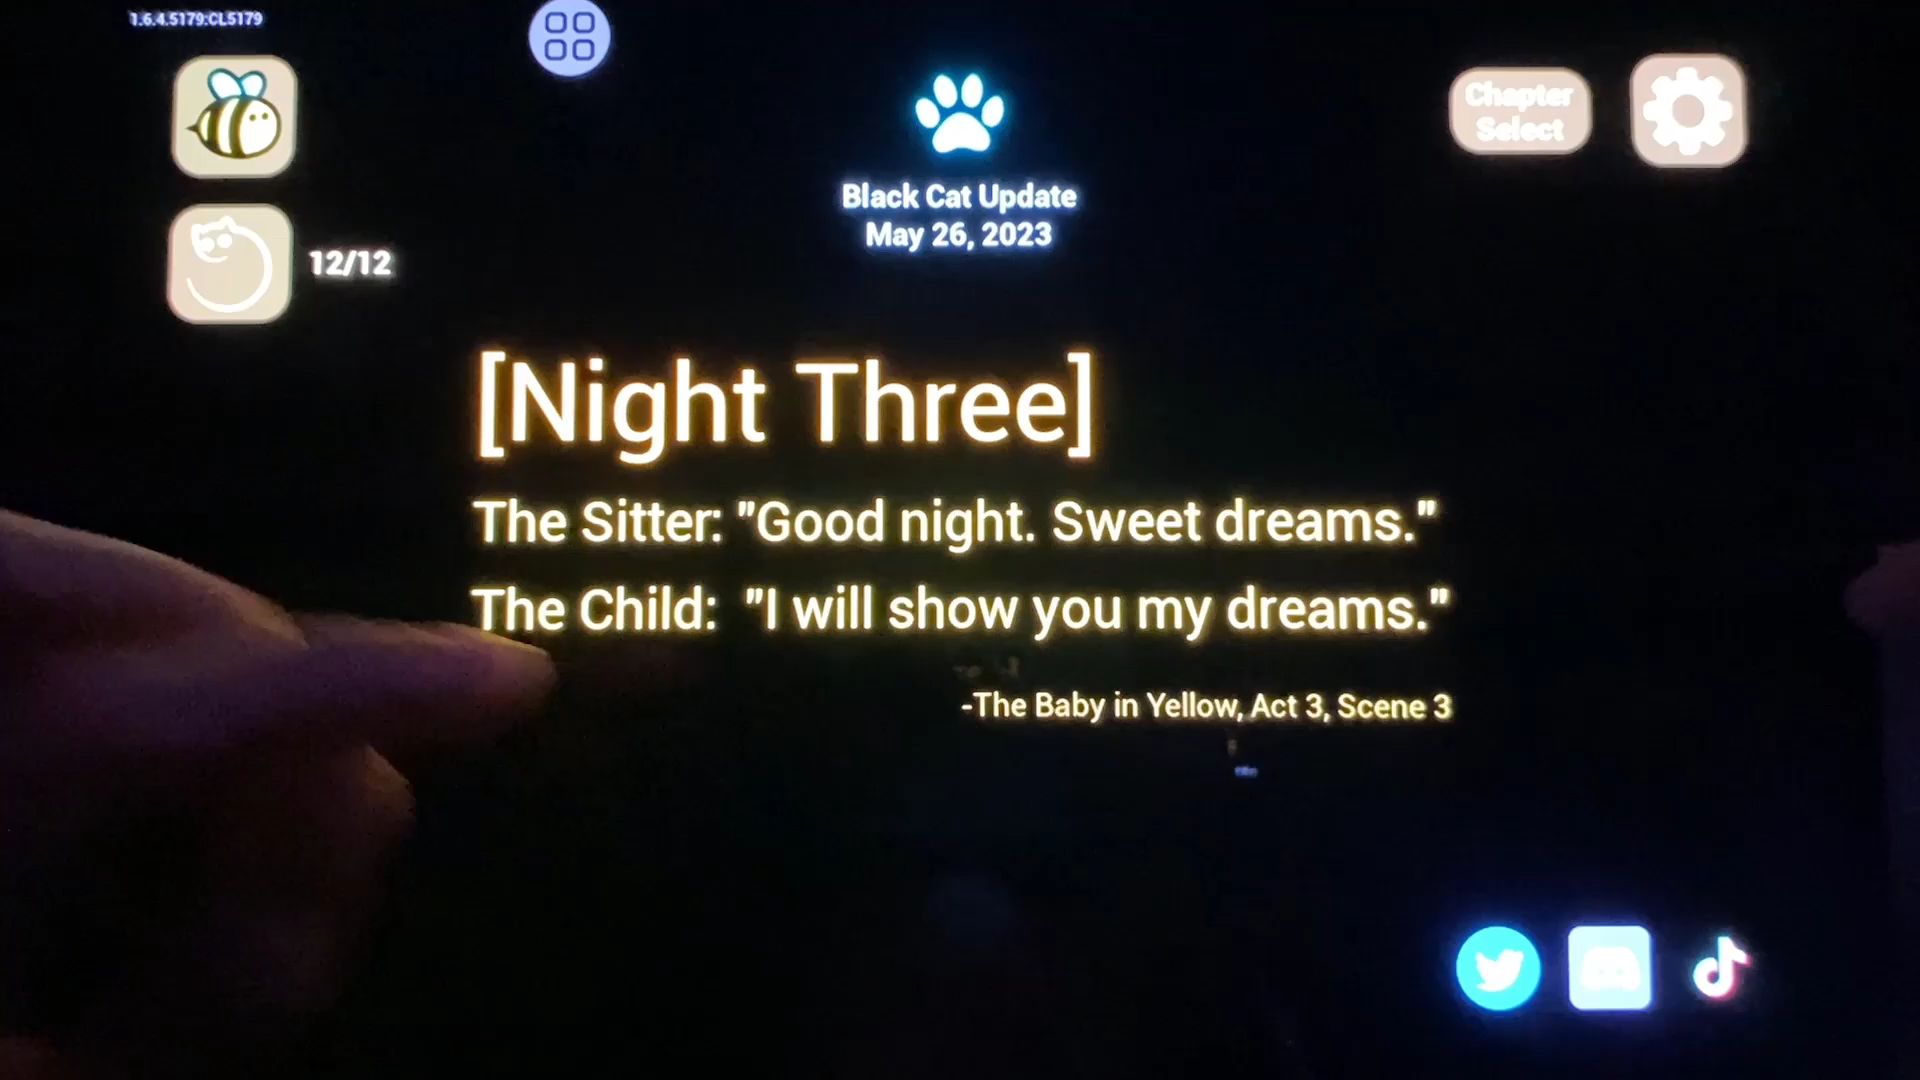 1.6.4.5179:CL5179
Black Cat Update
May 26, 2023
Chapter
Select
12/12
[Night Three]
The Sitter: "Good night. Sweet dreams."
The Child: "I will show you my dreams."
-The Baby in Yellow, Act 3, Scene 3